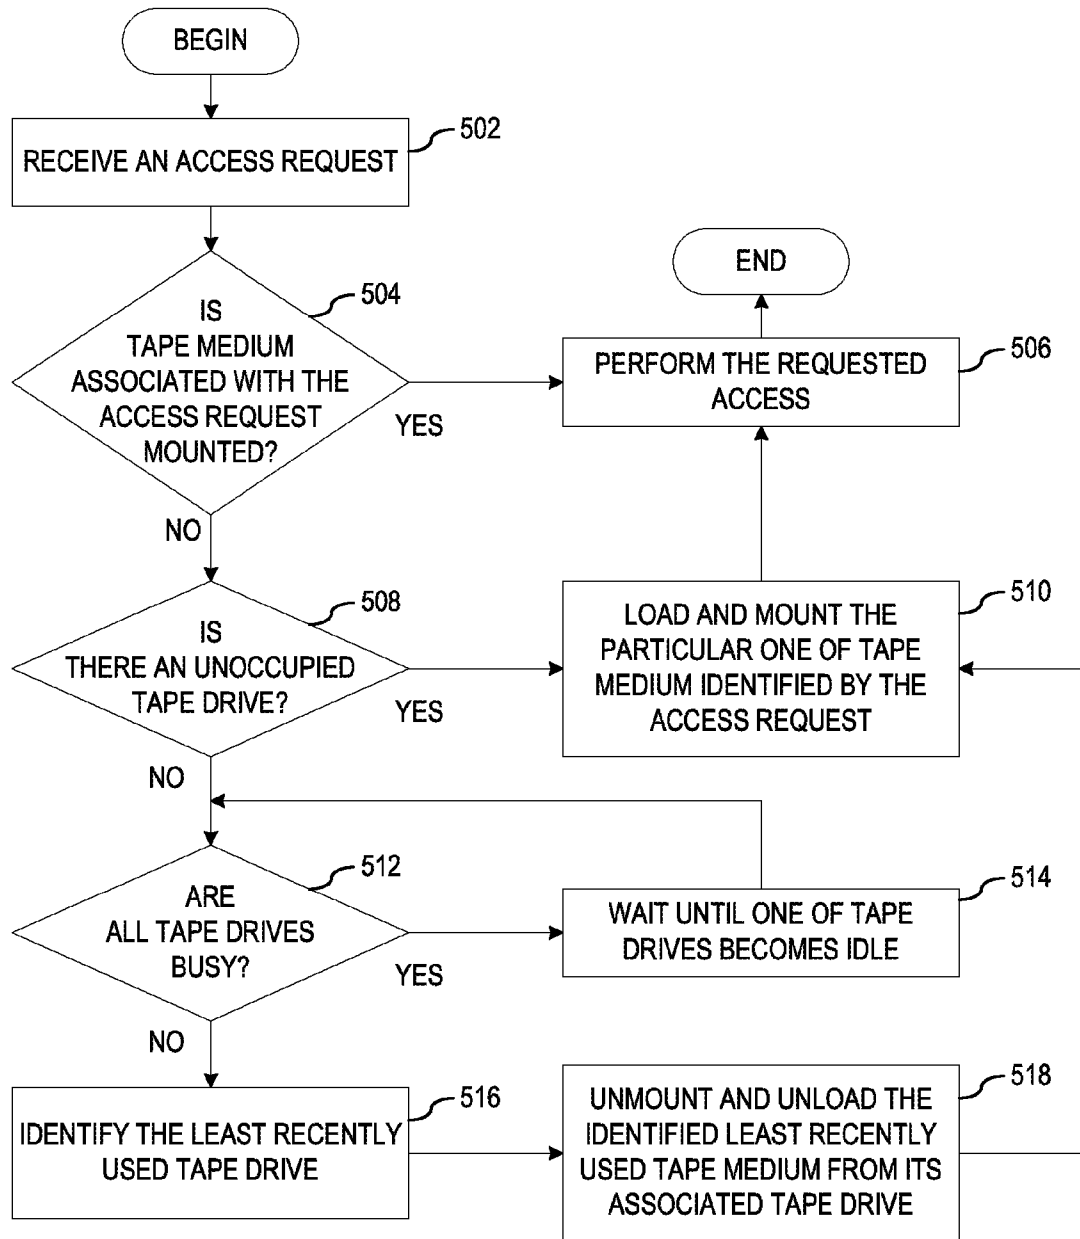 BEGIN
502
RECEIVE AN ACCESS REQUEST
504
IS
TAPE MEDIUM
ASSOCIATED WITH THE
ACCESS REQUEST
MOUNTED?
YES
NO
END
506
PERFORM THE REQUESTED
ACCESS
508
IS
THERE AN UNOCCUPIED
TAPE DRIVE?
YES
NO
510
LOAD AND MOUNT THE
PARTICULAR ONE OF TAPE
MEDIUM IDENTIFIED BY THE
ACCESS REQUEST
512
ARE
ALL TAPE DRIVES
BUSY?
YES
NO
514
WAIT UNTIL ONE OF TAPE
DRIVES BECOMES IDLE
516
IDENTIFY THE LEAST RECENTLY
USED TAPE DRIVE
518
UNMOUNT AND UNLOAD THE
IDENTIFIED LEAST RECENTLY
USED TAPE MEDIUM FROM ITS
ASSOCIATED TAPE DRIVE